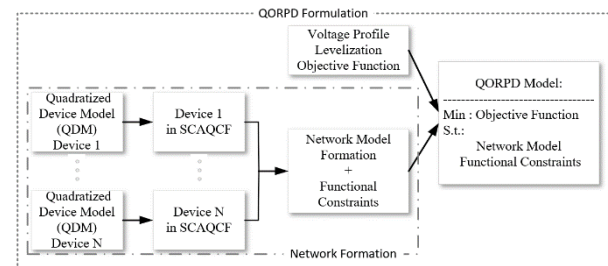 QORPD Formulation
Voltage Profile
Levelization
Objective Function
Quadratized
Device Model
(QDM)
Device 1
Device 1
in SCAQCF
Quadratized
Device Model
(QDM)
Device N
Device N
in SCAQCF
Network Model
Formation
+
Functional
Constraints
Network Formation
QORPD Model:
Min : Objective Function
S.t.:
Network Model
Functional Constraints